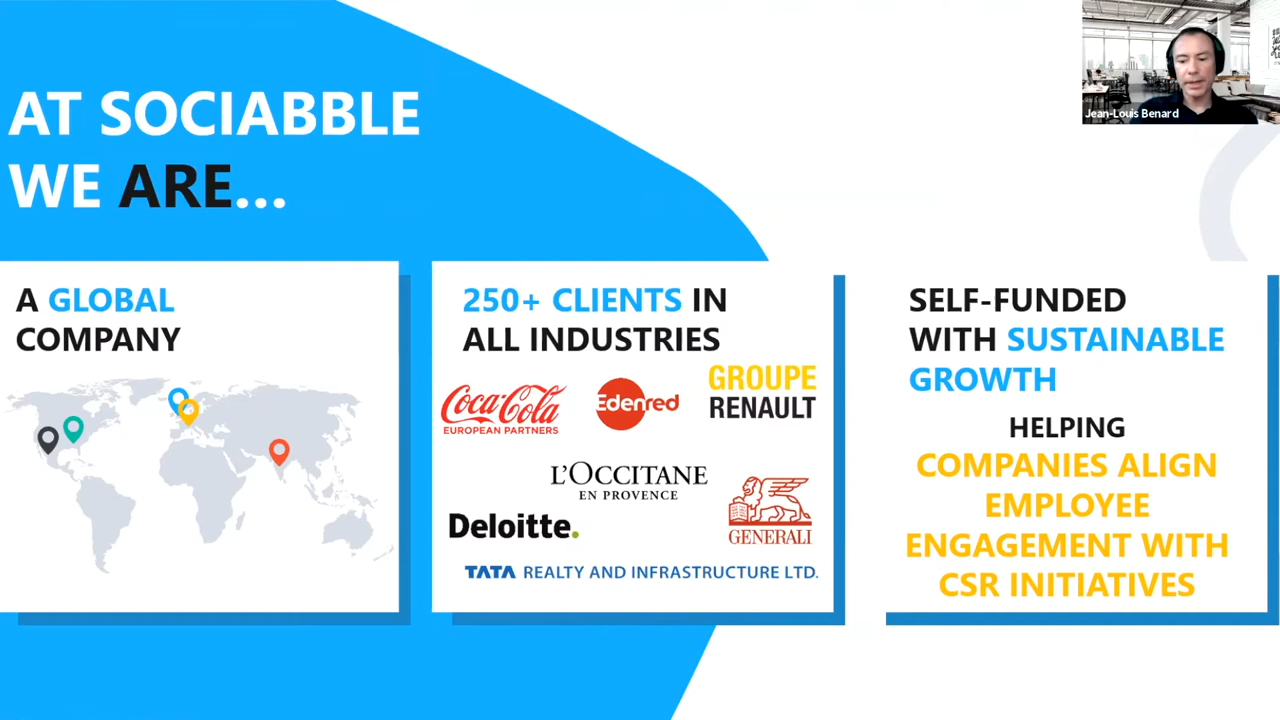 AT SOCIABBLE
WE ARE...
Jean-Louis Benard
A GLOBAL
COMPANY
250+ CLIENTS IN
ALL INDUSTRIES
Coca-Cola
EUROPEAN PARTNERS
Edenred
GROUPE
RENAULT
L'OCCITANE
EN PROVENCE
Deloitte.
GENERALI
TATA REALTY AND INFRASTRUCTURE LTD.
SELF-FUNDED
WITH SUSTAINABLE
GROWTH
HELPING
COMPANIES ALIGN
EMPLOYEE
ENGAGEMENT WITH
CSR INITIATIVES